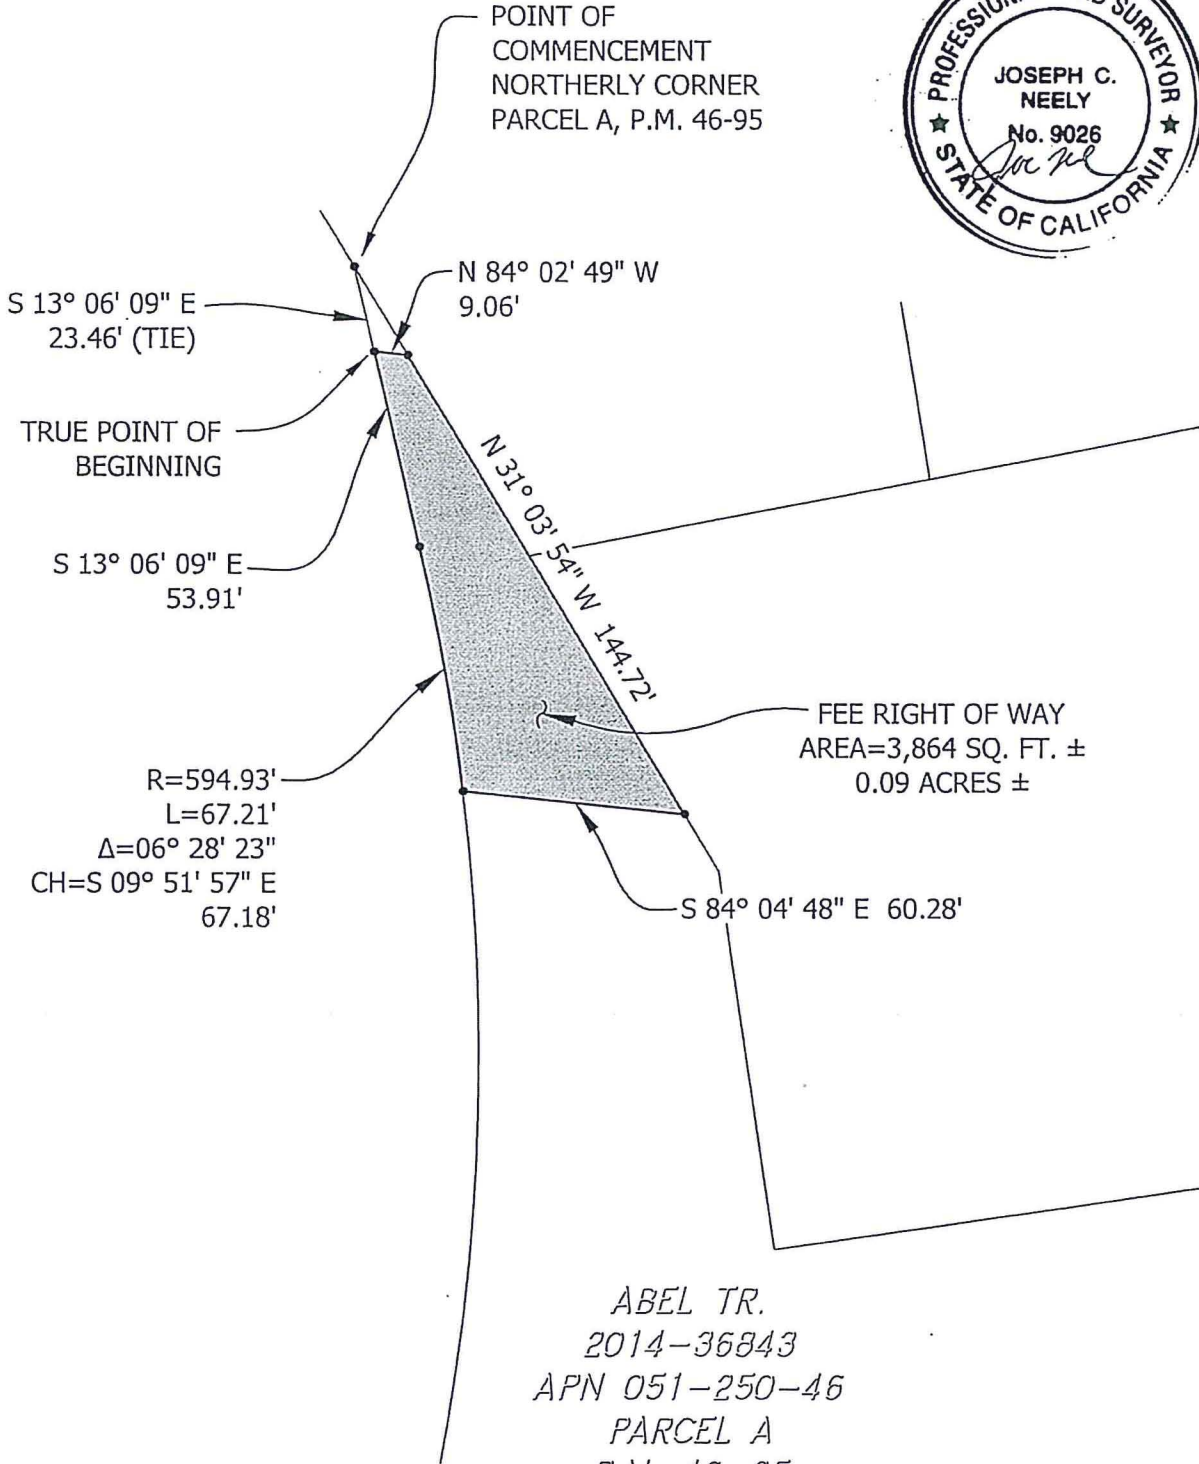 POINT OF
COMMENCEMENT
NORTHERLY CORNER
PARCEL A, P.M. 46-95
SURVEYOR
JOSEPH C.
NEELY
No. 9026
STATE OF CALIFORNIA
N 84° 02' 49" W
9.06'
S 13° 06' 09" E
23.46' (TIE)
TRUE POINT OF
BEGINNING
N 31° 03' 54" W 144.72'
S 13° 06' 09" E
53.91'
FEE RIGHT OF WAY
AREA=3,864 SQ. FT. ±
0.09 ACRES ±
R=594.93'
L=67.21'
Δ=06° 28' 23"
CH=S 09° 51' 57" E
67.18'
S 84° 04' 48" E 60.28'
ABEL TR.
2014-36843
APN 051-250-46
PARCEL A